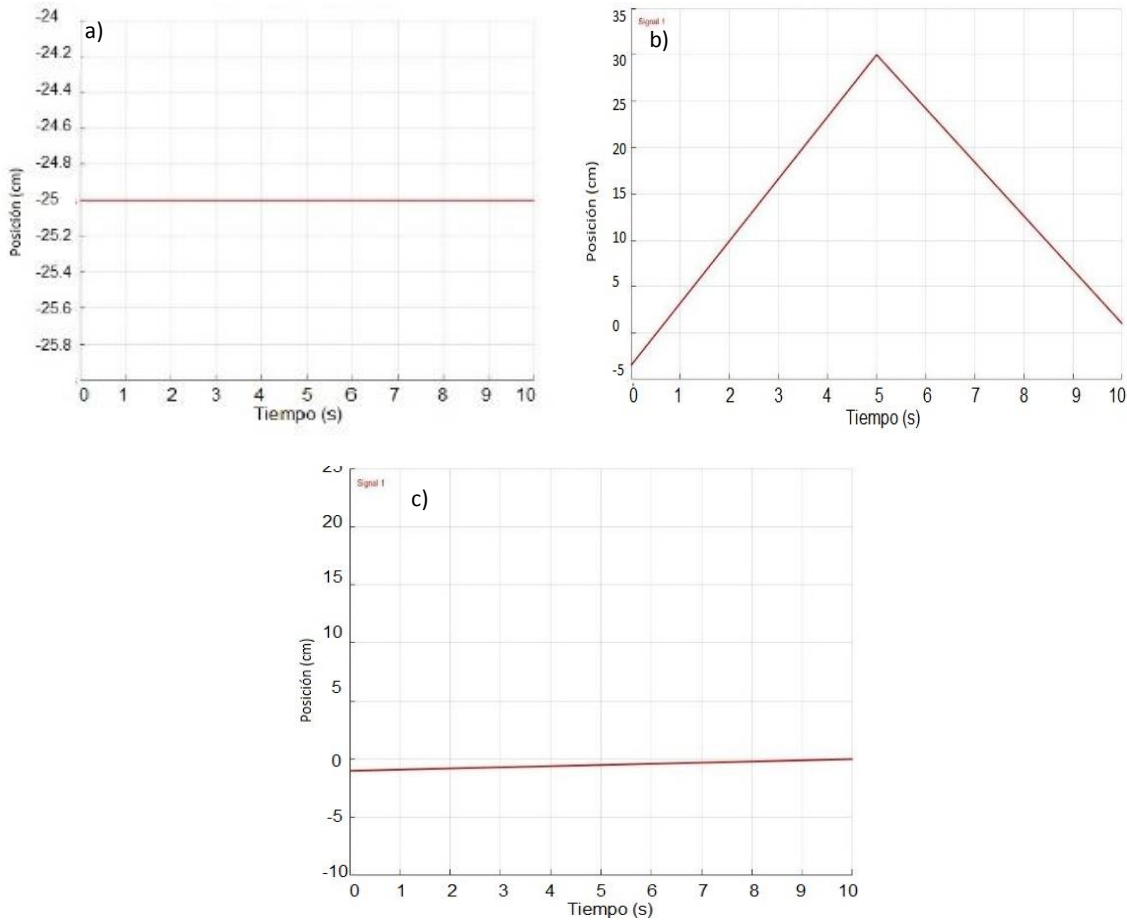 a)
-24
-24.2
-24.4
-24.6
-24.8
-25
-25.2
-25.4
-25.6
-25.8
Posición (cm)
0 1 2 3 4 5 6 7 8 9 10
Tiempo (s)
Signal 1
b)
35
30
25
20
15
10
5
0
-5
Posición (cm)
0 1 2 3 4 5 6 7 8 9 10
Tiempo (s)
Signal 1
c)
25
20
15
10
5
0
-5
-10
Posición (cm)
0 1 2 3 4 5 6 7 8 9 10
Tiempo (s)